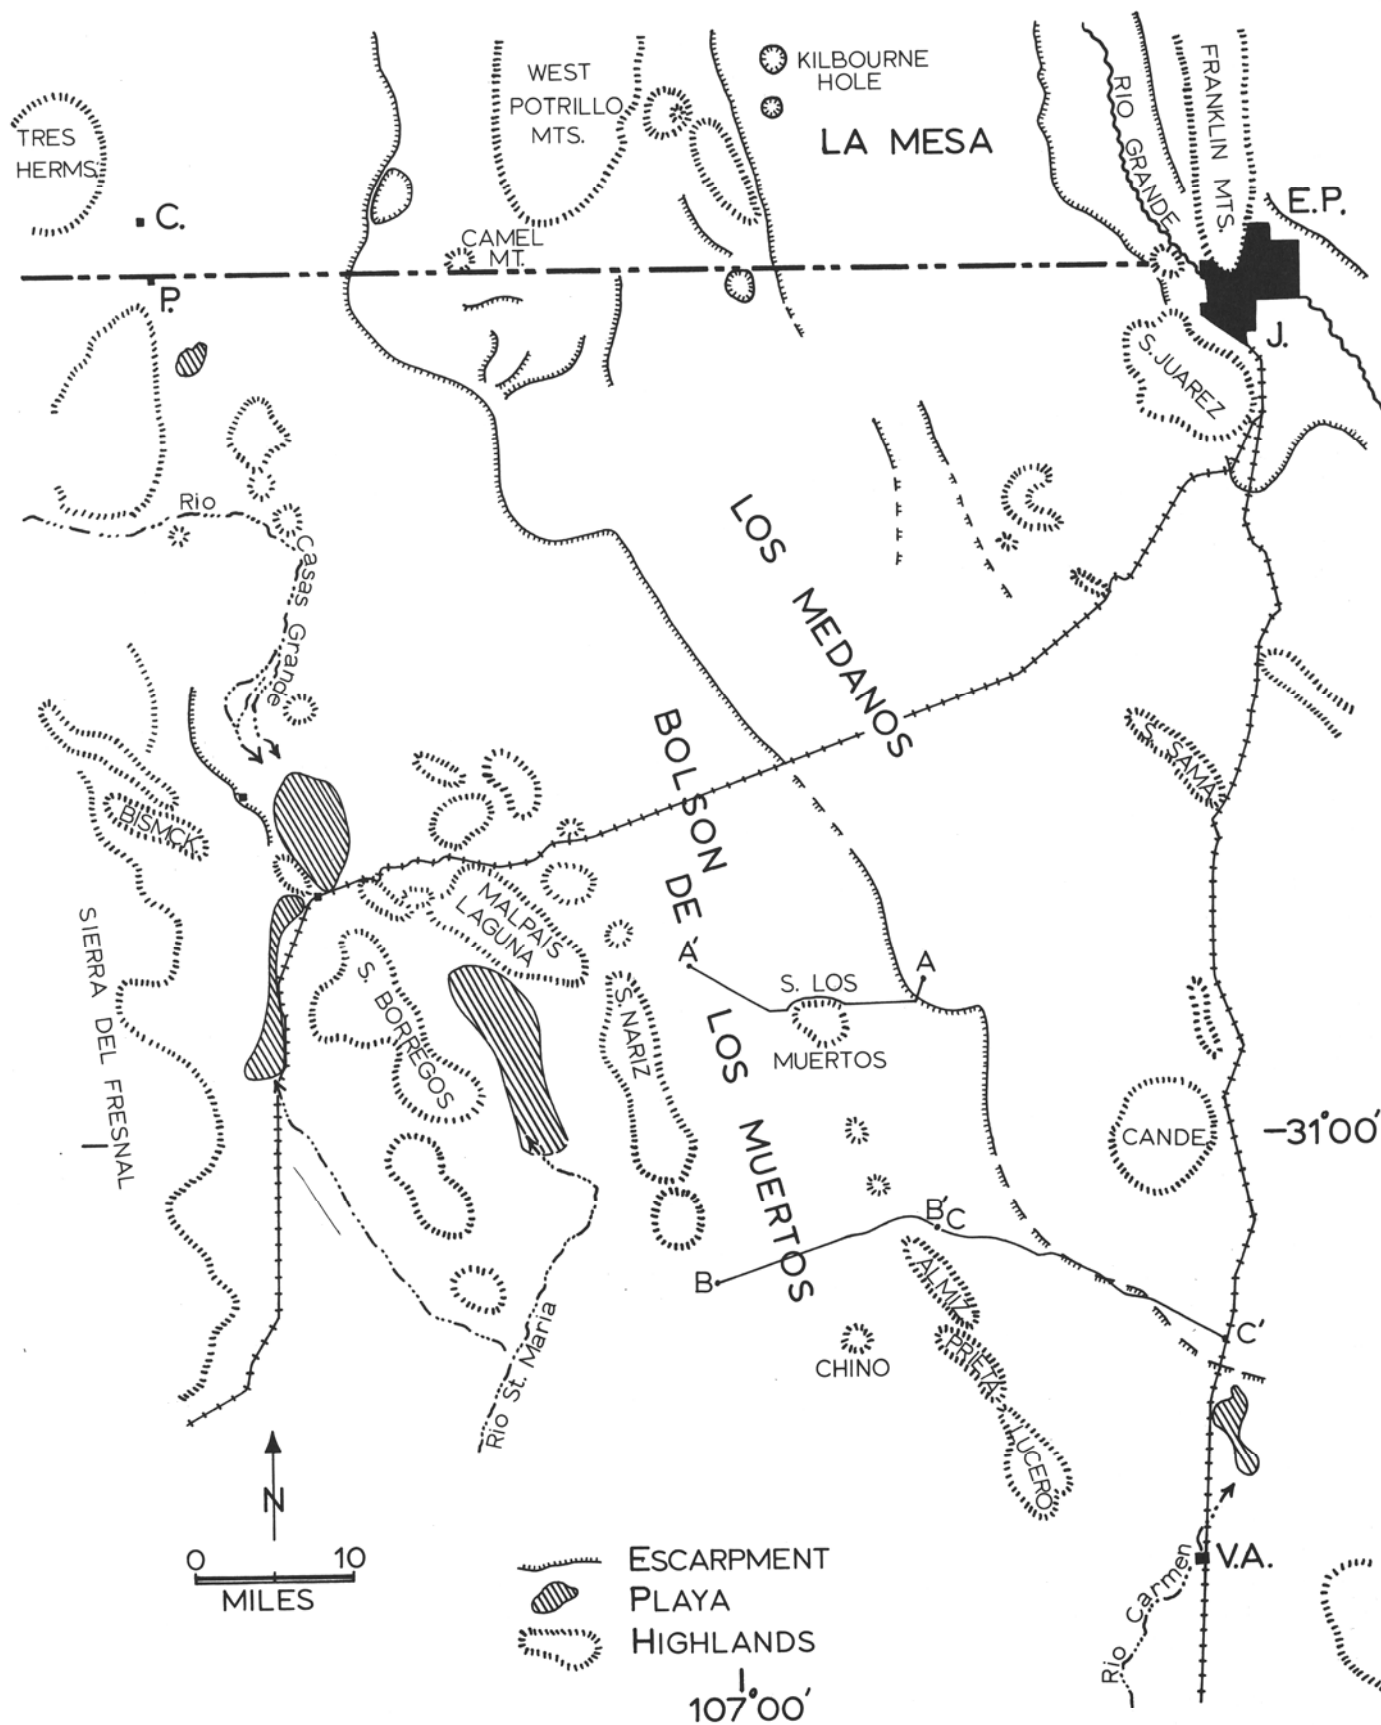 KILBOURNE
HOLE
WEST
POTRILLO
MTS.
LA MESA
RIO GRANDE
FRANKLIN MTS.
TRES
HERMS.
C.
E.P.
CAMEL
MT.
P.
J.
S. JUAREZ
Rio
Casas Grande
LOS MEDANOS
BOLSON DE LOS MUERTOS
S. SAMA
BISMCK
MALPAIS
LAGUNA
SIERRA DEL FRESNAL
S. BORREGOS
S. NARIZ
A'
A
S. LOS
MUERTOS
CANDE.
-31°00'
B'C
B
ALMIZ
C'
PRIETA
CHINO
LUCERO
Rio St. Maria
N
0 10
MILES
ESCARPMENT
PLAYA
HIGHLANDS
V.A.
Rio Carmen
107°00'